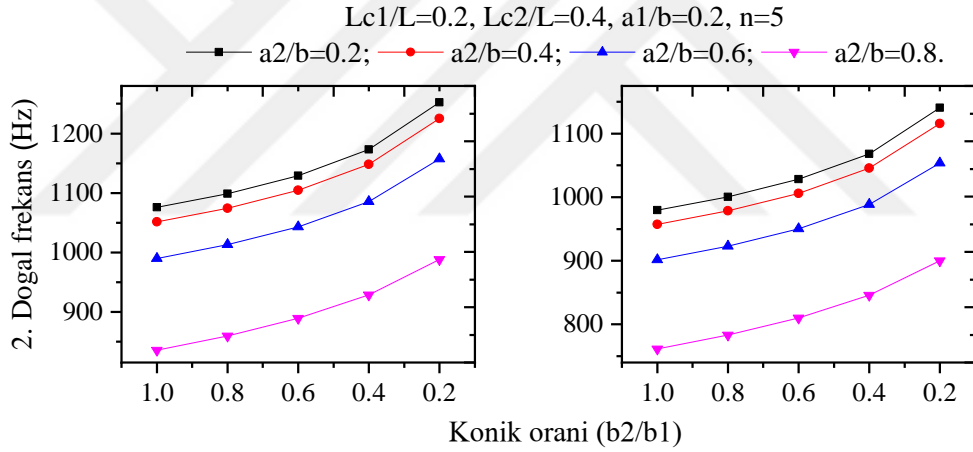 Lc1/L=0.2, Lc2/L=0.4, a1/b=0.2, n=5
a2/b=0.2; a2/b=0.4; a2/b=0.6; a2/b=0.8.
2. Dogal frekans (Hz)
1200
1100
1000
900
1.0 0.8 0.6 0.4 0.2
1100
1000
900
800
1.0 0.8 0.6 0.4 0.2
Konik orani (b2/b1)